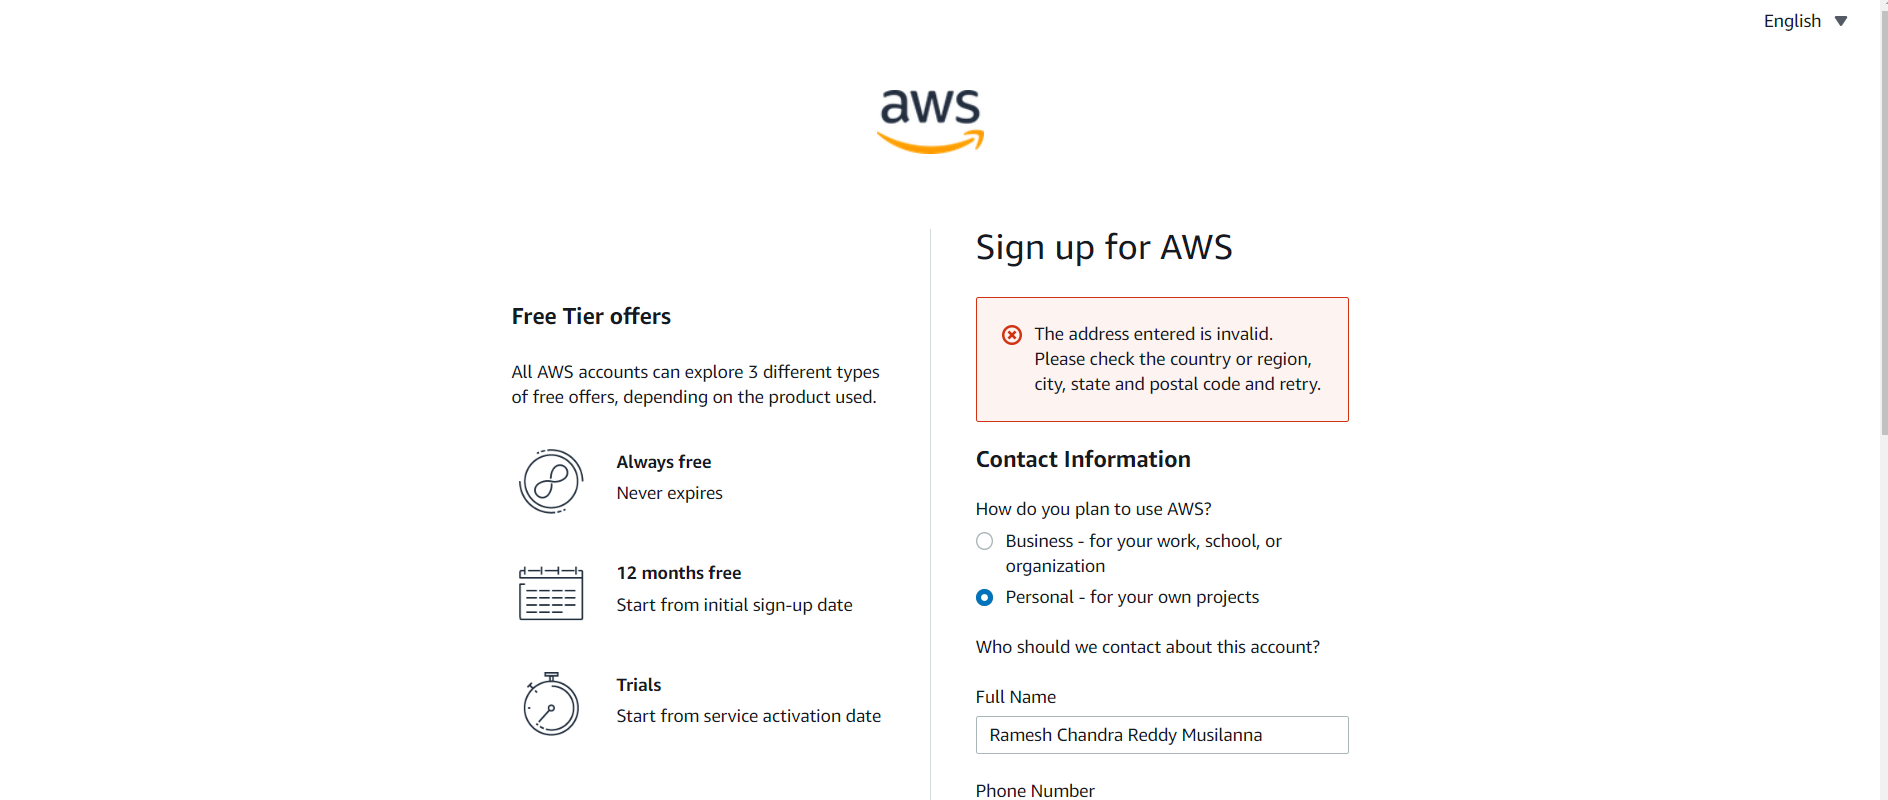 English
aws
Sign up for AWS
Free Tier offers
All AWS accounts can explore 3 different types
of free offers, depending on the product used.
Always free
Never expires
12 months free
Start from initial sign-up date
Trials
Start from service activation date
The address entered is invalid.
Please check the country or region,
city, state and postal code and retry.
Contact Information
How do you plan to use AWS?
Business - for your work, school, or
organization
Personal - for your own projects
Who should we contact about this account?
Full Name
Ramesh Chandra Reddy Musilanna
Phone Number